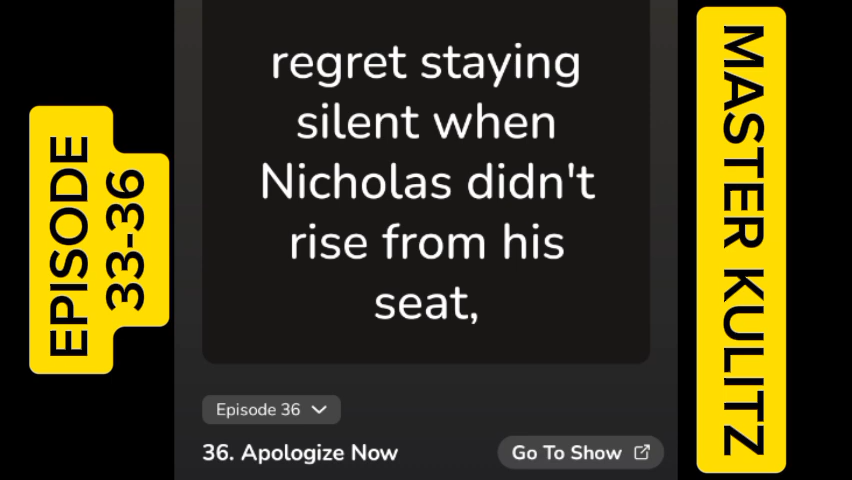 EPISODE
33-36
regret staying
silent when
Nicholas didn't
rise from his
seat,
Episode 36
36. Apologize Now
Go To Show
MASTER KULITZ